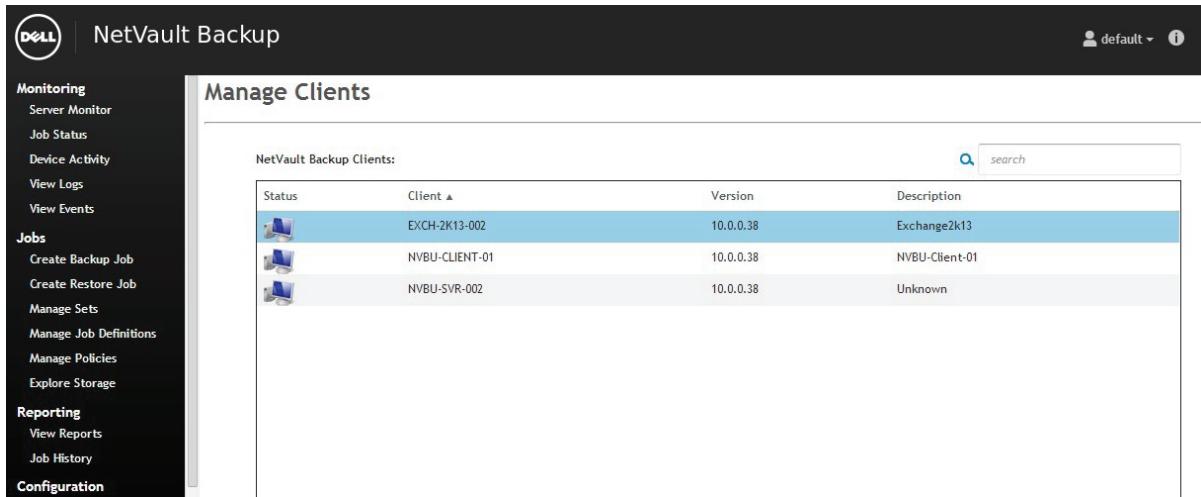 DELL NetVault Backup
default
Monitoring
Server Monitor
Job Status
Device Activity
View Logs
View Events
Jobs
Create Backup Job
Create Restore Job
Manage Sets
Manage Job Definitions
Manage Policies
Explore Storage
Reporting
View Reports
Job History
Configuration
Manage Clients
NetVault Backup Clients:
search
Status Client Version Description
EXCH-2K13-002 10.0.0.38 Exchange2k13
NVBU-CLIENT-01 10.0.0.38 NVBU-Client-01
NVBU-SVR-002 10.0.0.38 Unknown